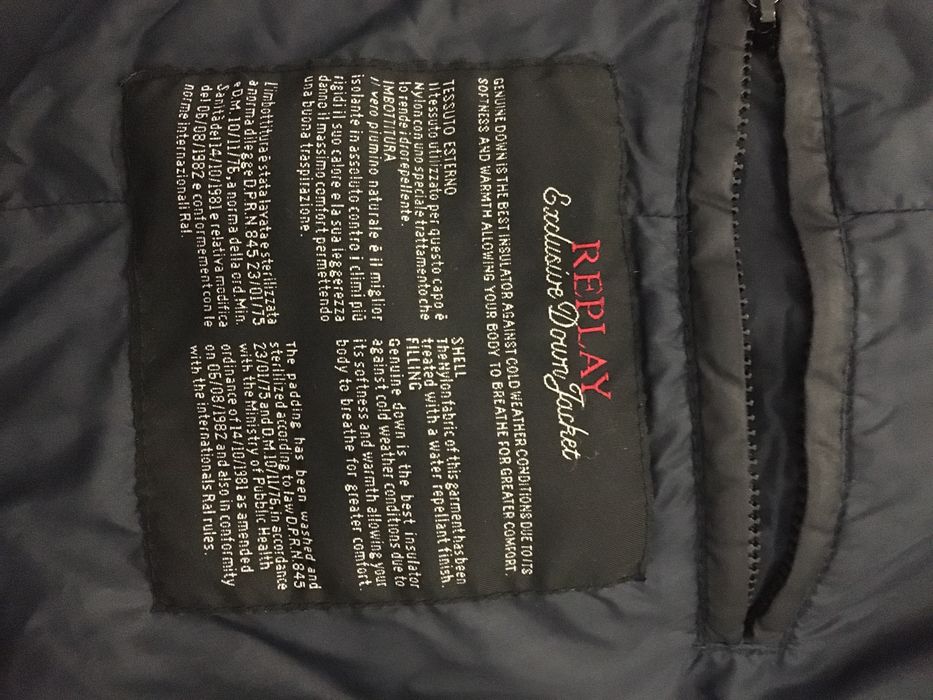 REPLAY
Exclusive Down Jacket
GENUINE DOWN IS THE BEST INSULATOR AGAINST COLD WEATHER CONDITIONS DUE TO ITS
SOFTNESS AND WARMTH ALLOWING YOUR BODY TO BREATHE FOR GREATER COMFORT.
TESSUTO ESTERNO
Il tessuto utilizzato per questo capo è
Nylon con uno speciale trattamento che
lo rende idrorepellente.
IMBOTTITURA
Il vero piumino naturale è il miglior
isolante in assoluto contro i climi più
rigidi il suo calore e la sua leggerezza
danno il massimo comfort permettendo
una buona traspirazione.
SHELL
The nylon fabric of this garment has been
treated with a water repellant finish.
FILLING
Genuine down is the best insulator
against cold weather conditions due to
its softness and warmth allowing your
body to breathe for greater comfort.
L'imbottitura è stata lavata e sterilizzata
a norma di legge D.P.R.N 845 23/01/75
e D.M. 10/11/76, a norma della ord. Min.
Sanità del 14/10/1981 e relativa modifica
del 05/08/1982 e conformemente con le
norme internazionali Ral.
The padding has been washed and
sterilized according to law D.P.R.N 845
23/01/75 and D.M. 10/11/76, in accordance
with the Ministry of Public Health
ordinance of 14/10/1981 as amended
on 05/08/1982 and also in conformity
with the internationals Ral rules.